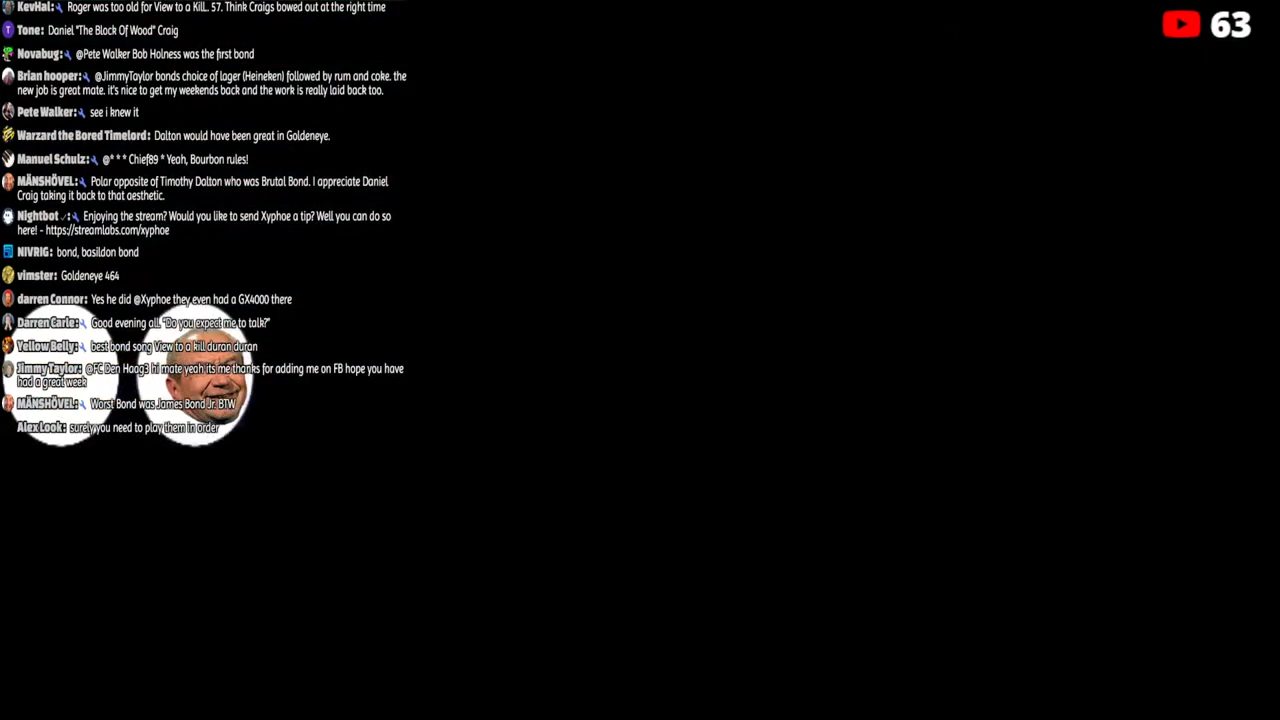 KevHal: Roger was too old for View to a Kill. 57. Think Craigs bowed out at the right time
63
T Tone: Daniel "The Block Of Wood" Craig
Novabug: @Pete Walker Bob Holness was the first bond
Brian hooper: @JimmyTaylor bonds choice of lager (Heineken) followed by rum and coke. the
new job is great mate. it's nice to get my weekends back and the work is really laid back too.
Pete Walker: see i knew it
Warzard the Bored Timelord: Dalton would have been great in Goldeneye.
Manuel Schulz: @* * * Chief89 * Yeah, Bourbon rules!
MÄNSHÖVEL: Polar opposite of Timothy Dalton who was Brutal Bond. I appreciate Daniel
Craig taking it back to that aesthetic.
Nightbot ✓: Enjoying the stream? Would you like to send Xyphoe a tip? Well you can do so
here! - https://streamlabs.com/xyphoe
NIVRIG: bond, basildon bond
vimster: Goldeneye 464
darren Connor: Yes he did @Xyphoe they even had a GX4000 there
Darren Carle: Good evening all. "Do you expect me to talk?"
Yellow Belly: best bond song View to a kill duran duran
Jimmy Taylor: @FC Den Haag3 hi mate yeah its me thanks for adding me on FB hope you have
had a great week
MÄNSHÖVEL: Worst Bond was James Bond Jr. BTW
Alex Look: surely you need to play them in order